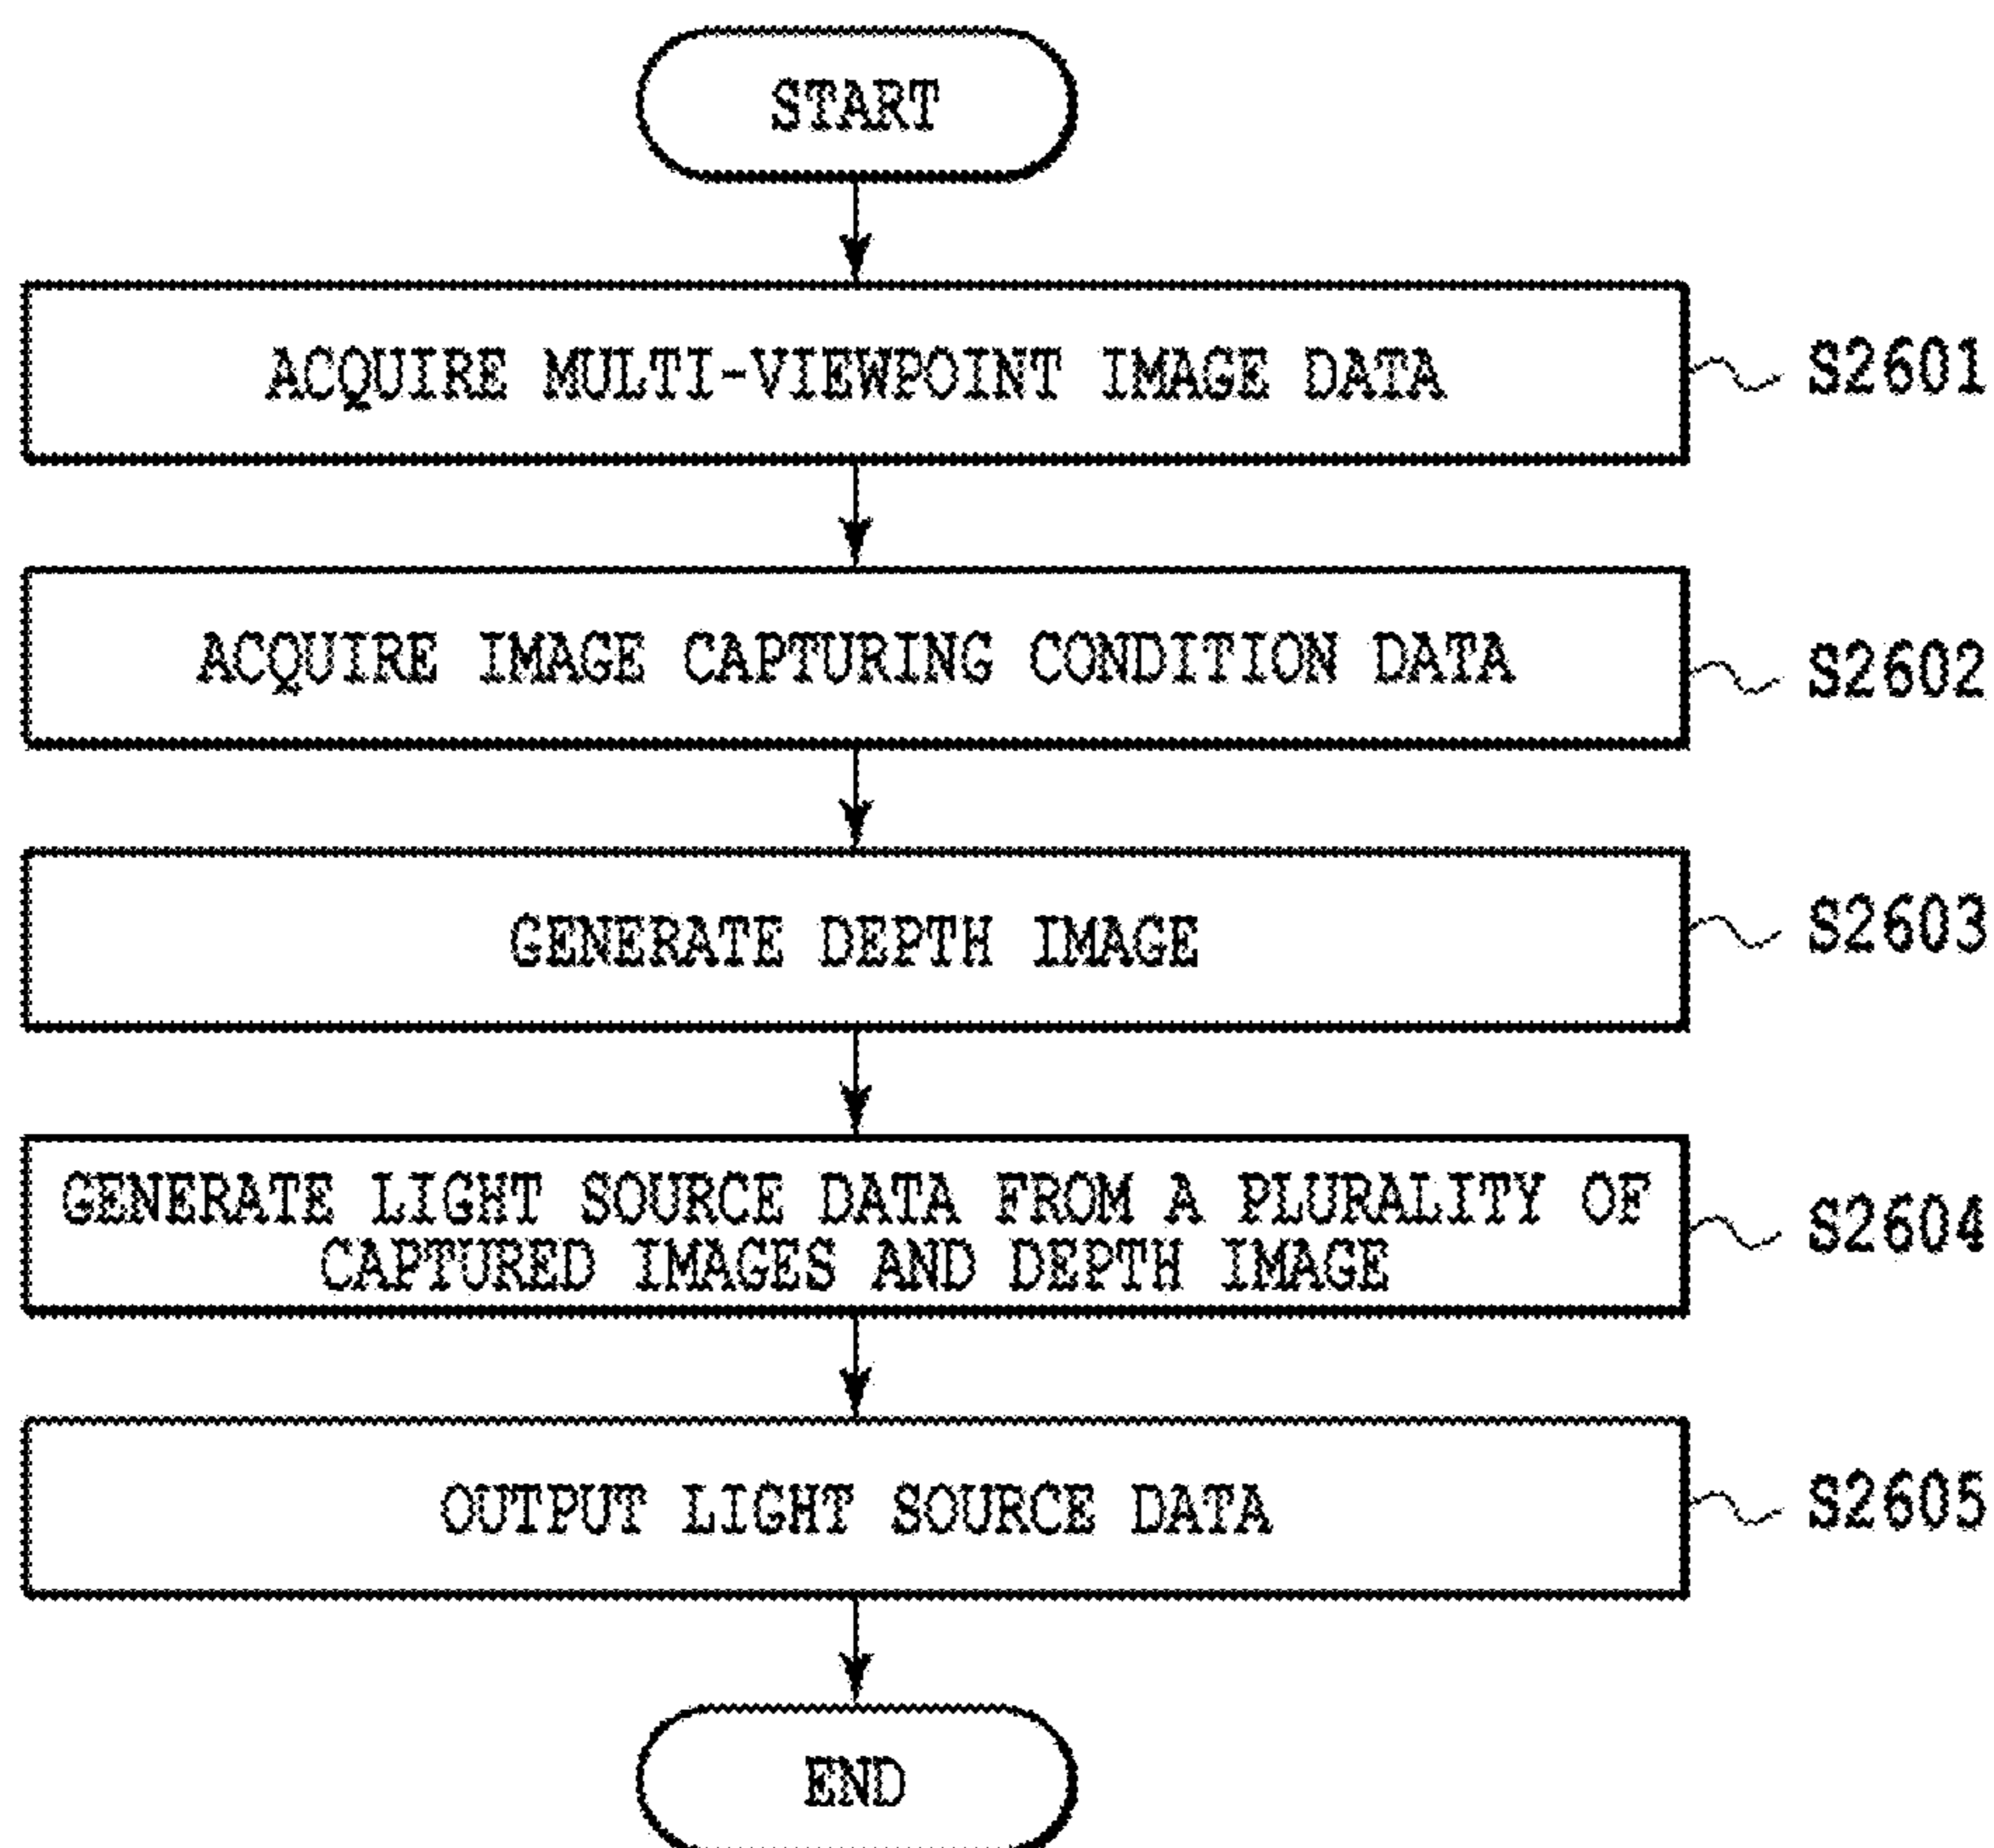 START
ACQUIRE MULTI-VIEWPOINT IMAGE DATA
S2601
ACQUIRE IMAGE CAPTURING CONDITION DATA
S2602
GENERATE DEPTH IMAGE
S2603
GENERATE LIGHT SOURCE DATA FROM A PLURALITY OF
CAPTURED IMAGES AND DEPTH IMAGE
S2604
OUTPUT LIGHT SOURCE DATA
S2605
END